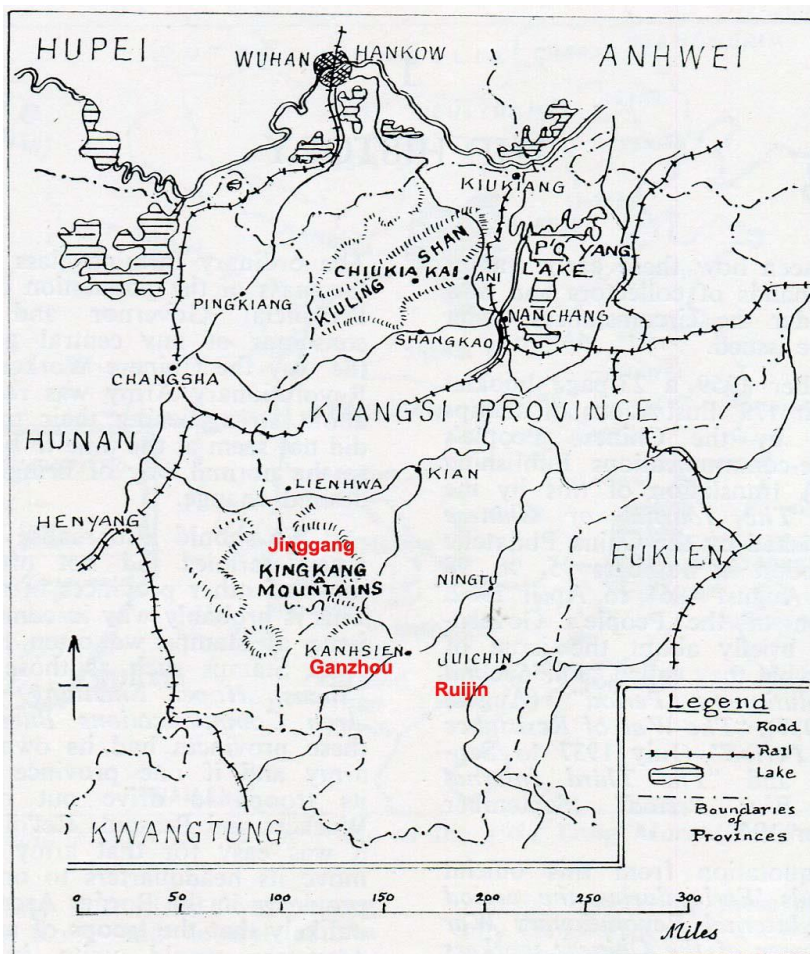 HUPEI
WUHAN
HANKOW
ANHWEI
KIUKIANG
P'O YANG
LAKE
KIULING SHAN
CHIUKIA KAI
ANI
PINGKIANG
NANCHANG
SHANGKAO
CHANGSHA
KIANGSI PROVINCE
HUNAN
LIENHWA
KIAN
HENYANG
Jinggang
KINGKANG
MOUNTAINS
FUKIEN
NINGTU
KANHSIEN
Ganzhou
JUICHIN
Ruijin
KWANGTUNG
Legend
Road
Rail
Lake
Boundaries
of
Provinces
0 50 100 150 200 250 300
Miles